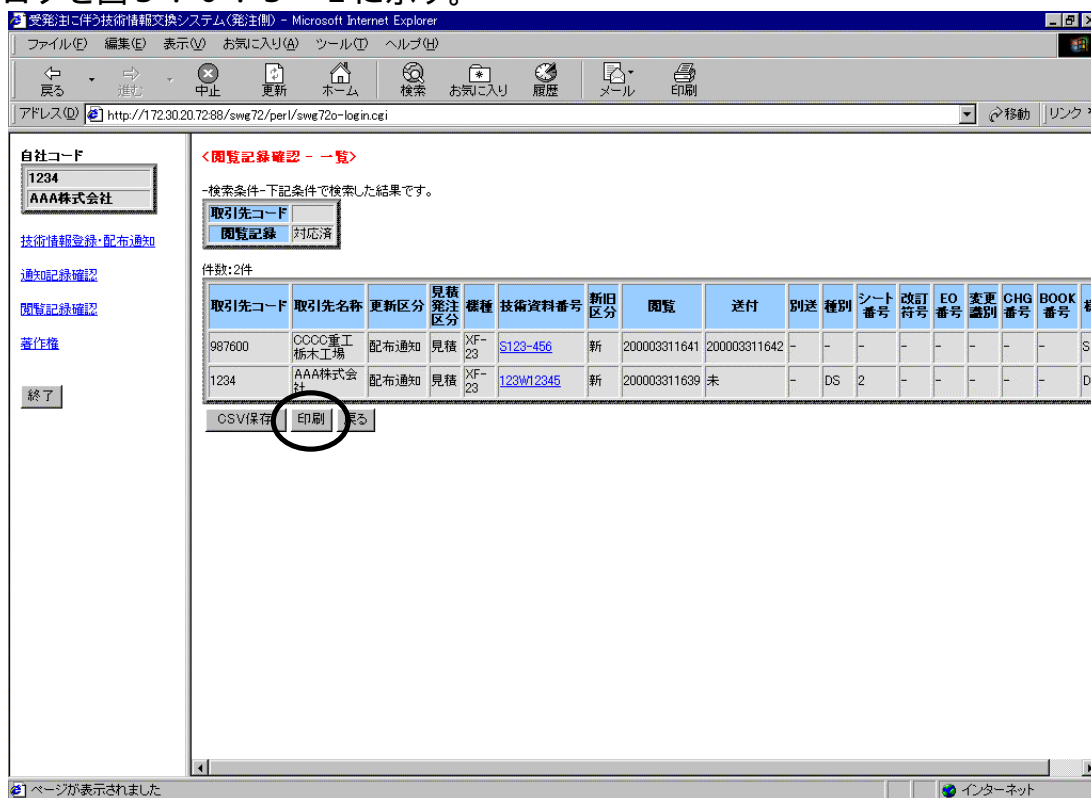 受発注に伴う技術情報交換システム(発注側) - Microsoft Internet Explorer
ファイル(F) 編集(E) 表示(V) お気に入り(A) ツール(T) ヘルプ(H)
戻る 進む 中止 更新 ホーム 検索 お気に入り 履歴 メール 印刷
アドレス(D) http://172.30.20.72:88/swg72/perl/swg72o-login.cgi 移動 リンク
自社コード
1234
AAA株式会社
技術情報登録・配布通知
通知記録確認
閲覧記録確認
著作権
終了
<閲覧記録確認 - 一覧>
-検索条件-下記条件で検索した結果です。
取引先コード
閲覧記録 対応済
件数:2件
取引先コード 取引先名称 更新区分 見積発注区分 機種 技術資料番号 新旧区分 閲覧 送付 別送 種別 シート番号 改訂符号 EO番号 変更識別 CHG番号 BOOK番号
987600 CCCC重工栃木工場 配布通知 見積 XF-23 S123-456 新 200003311641 200003311642 - - - - - - - - S
1234 AAA株式会社 配布通知 見積 XF-23 123W12345 新 200003311639 未 - DS 2 - - - - - D
CSV保存 印刷 戻る
ページが表示されました インターネット